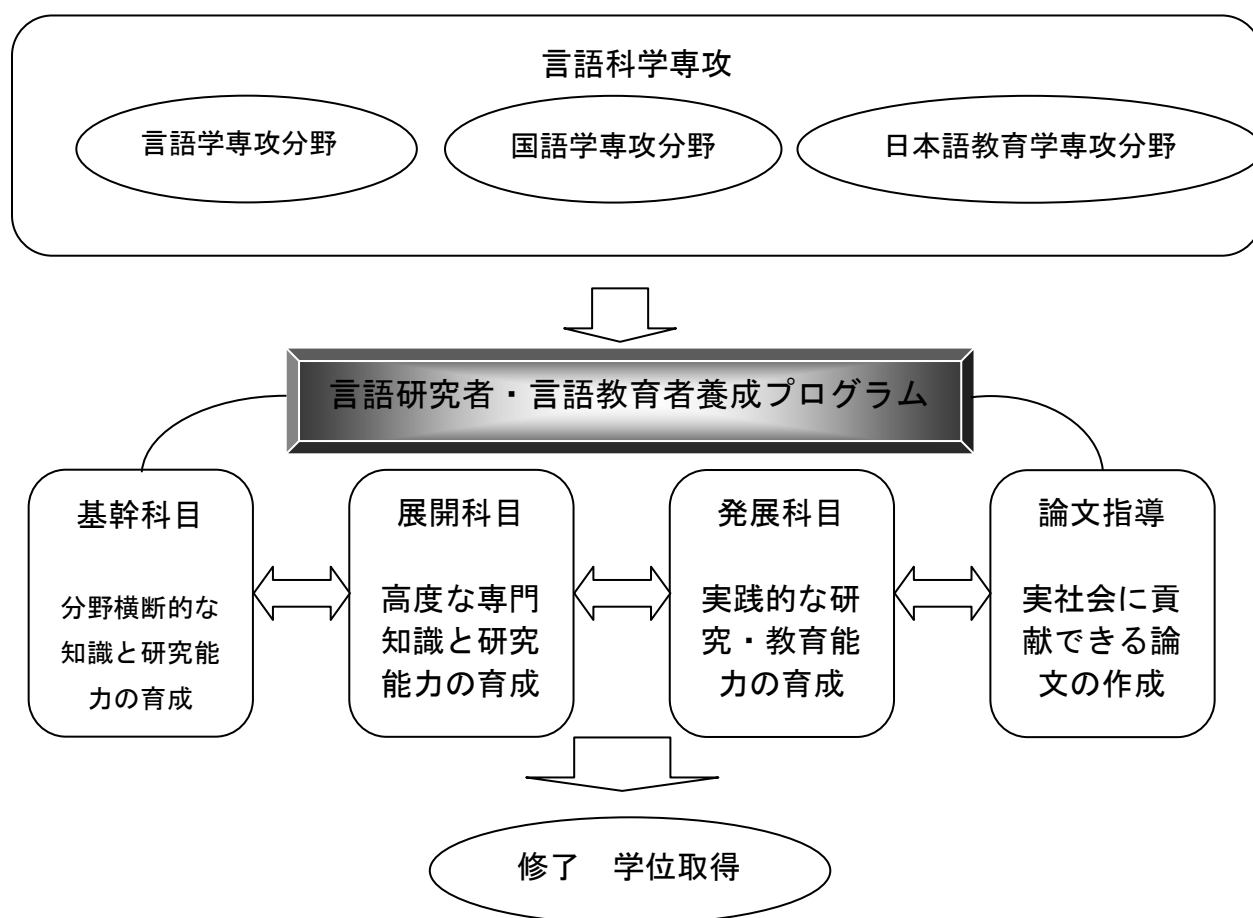 言語科学専攻
言語学専攻分野
国語学専攻分野
日本語教育学専攻分野
言語研究者・言語教育者養成プログラム
基幹科目
分野横断的な
知識と研究能
力の育成
展開科目
高度な専門
知識と研究
能力の育成
発展科目
実践的な研
究・教育能
力の育成
論文指導
実社会に貢
献できる論
文の作成
修了　学位取得